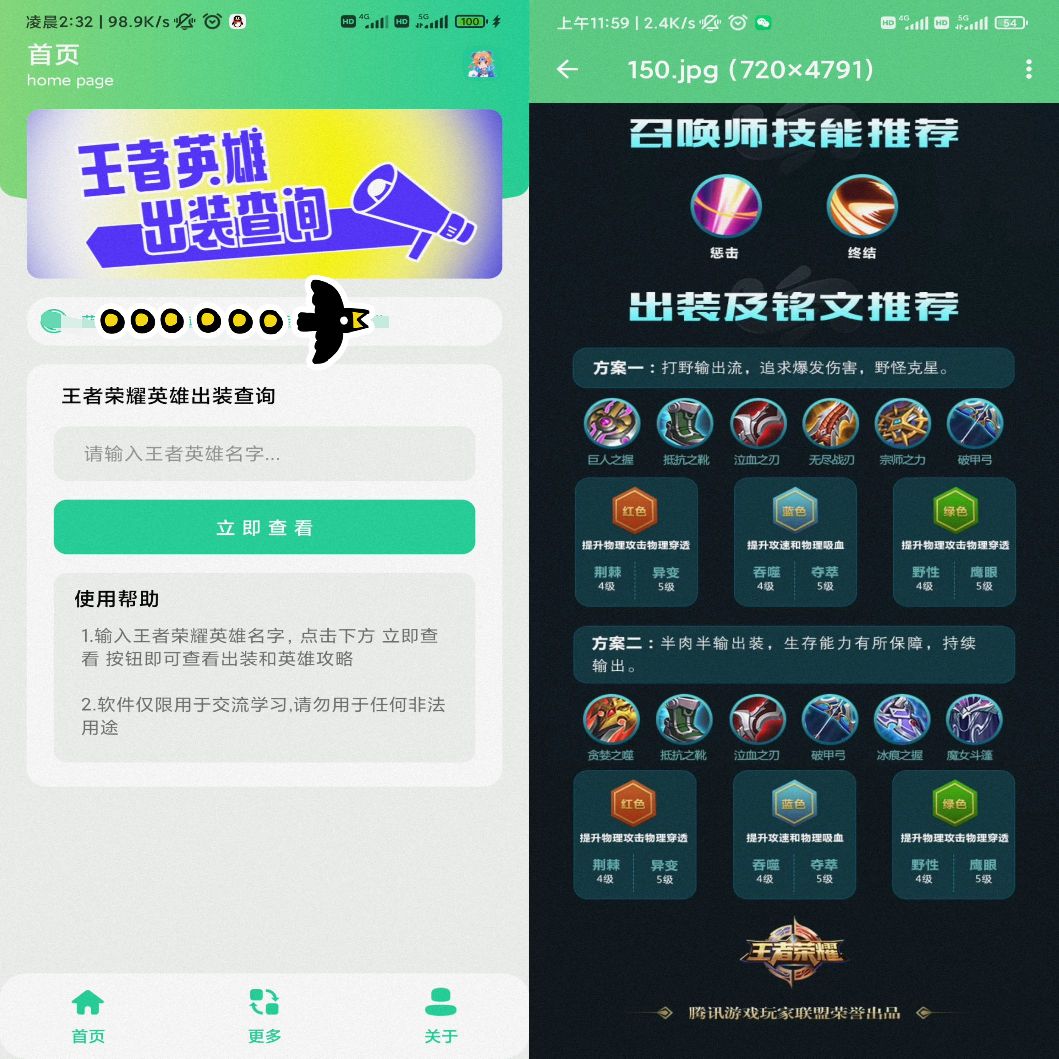 凌晨2:32 | 98.9K/s
HD 4G HD 5G 100
首页
home page
王者英雄
出装查询
王者荣耀英雄出装查询
请输入王者英雄名字...
立即查看
使用帮助
1.输入王者荣耀英雄名字，点击下方 立即查
看 按钮即可查看出装和英雄攻略
2.软件仅限用于交流学习,请勿用于任何非法
用途
首页
更多
关于
上午11:59 | 2.4K/s
HD 4G HD 5G 54
150.jpg (720×4791)
召唤师技能推荐
惩击 终结
出装及铭文推荐
方案一：打野输出流，追求爆发伤害，野怪克星。
巨人之握 抵抗之靴 泣血之刃 无尽战刃 宗师之力 破甲弓
红色 蓝色 绿色
提升物理攻击物理穿透 提升攻速和物理吸血 提升物理攻击物理穿透
荆棘 异变 吞噬 夺萃 野性 鹰眼
4级 5级 4级 5级 4级 5级
方案二：半肉半输出装，生存能力有所保障，持续
输出。
贪婪之噬 抵抗之靴 泣血之刃 破甲弓 冰痕之握 魔女斗篷
红色 蓝色 绿色
提升物理攻击物理穿透 提升攻速和物理吸血 提升物理攻击物理穿透
荆棘 异变 吞噬 夺萃 野性 鹰眼
4级 5级 4级 5级 4级 5级
王者荣耀
腾讯游戏玩家联盟荣誉出品